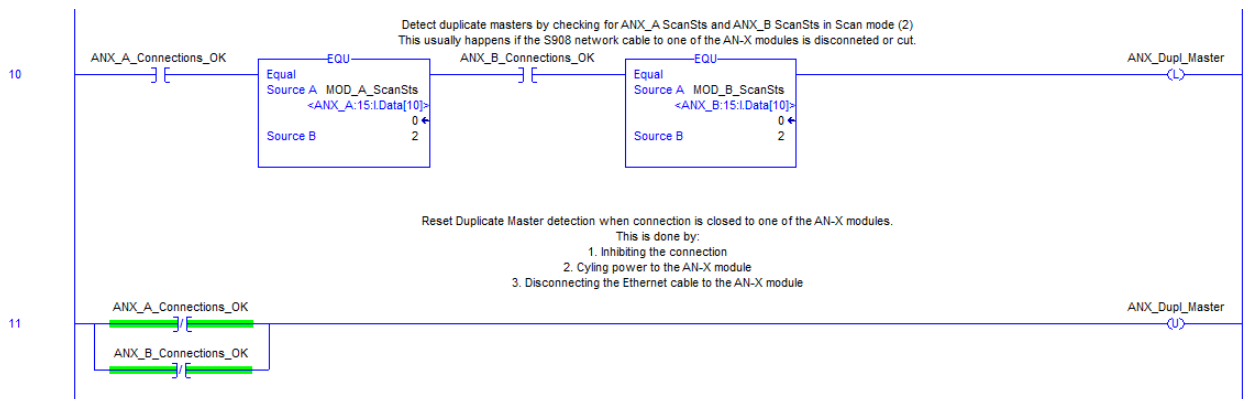 Detect duplicate masters by checking for ANX_A ScanSts and ANX_B ScanSts in Scan mode (2)
This usually happens if the S908 network cable to one of the AN-X modules is disconneted or cut.
10
ANX_A_Connections_OK
EQU
Equal
Source A MOD_A_ScanSts
<ANX_A:15:I.Data[10]>
0
Source B 2
ANX_B_Connections_OK
EQU
Equal
Source A MOD_B_ScanSts
<ANX_B:15:I.Data[10]>
0
Source B 2
ANX_Dupl_Master
L
Reset Duplicate Master detection when connection is closed to one of the AN-X modules.
This is done by:
1. Inhibiting the connection
2. Cyling power to the AN-X module
3. Disconnecting the Ethernet cable to the AN-X module
11
ANX_A_Connections_OK
ANX_B_Connections_OK
ANX_Dupl_Master
U